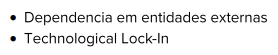 • Dependencia em entidades externas
• Technological Lock-In